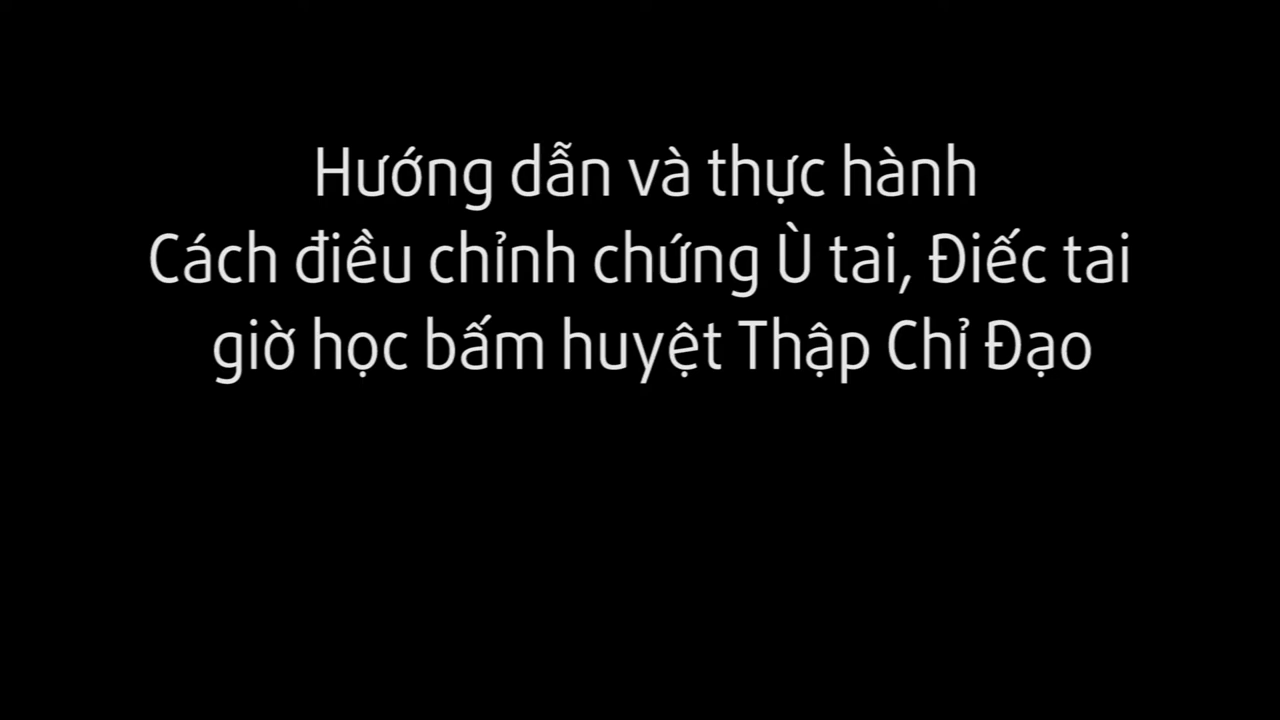 Hướng dẫn và thực hành
Cách điều chỉnh chứng Ù tai, Điếc tai
giờ học bấm huyệt Thập Chỉ Đạo